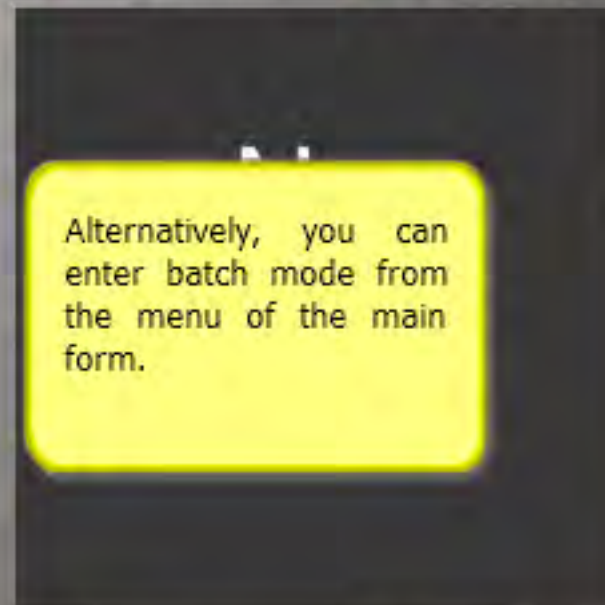 Alternatively, you can
enter batch mode from
the menu of the main
form.